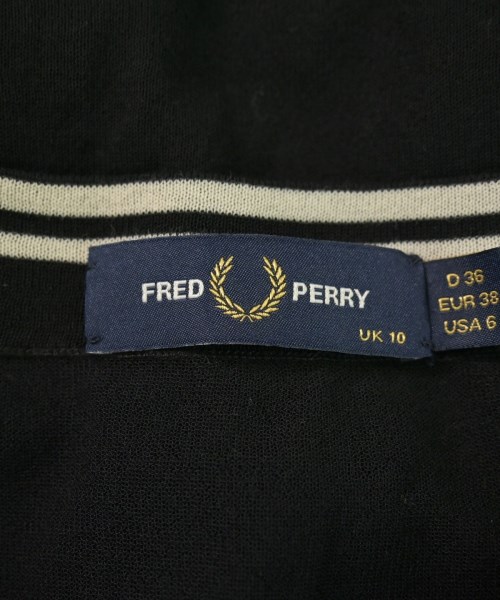 FRED PERRY
UK 10
D 36
EUR 38
USA 6